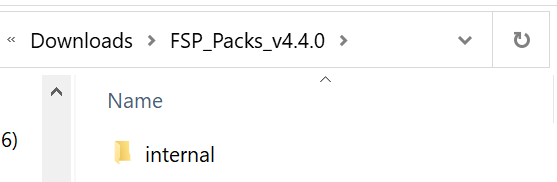 « Downloads > FSP_Packs_v4.4.0 >
Name
6)
internal